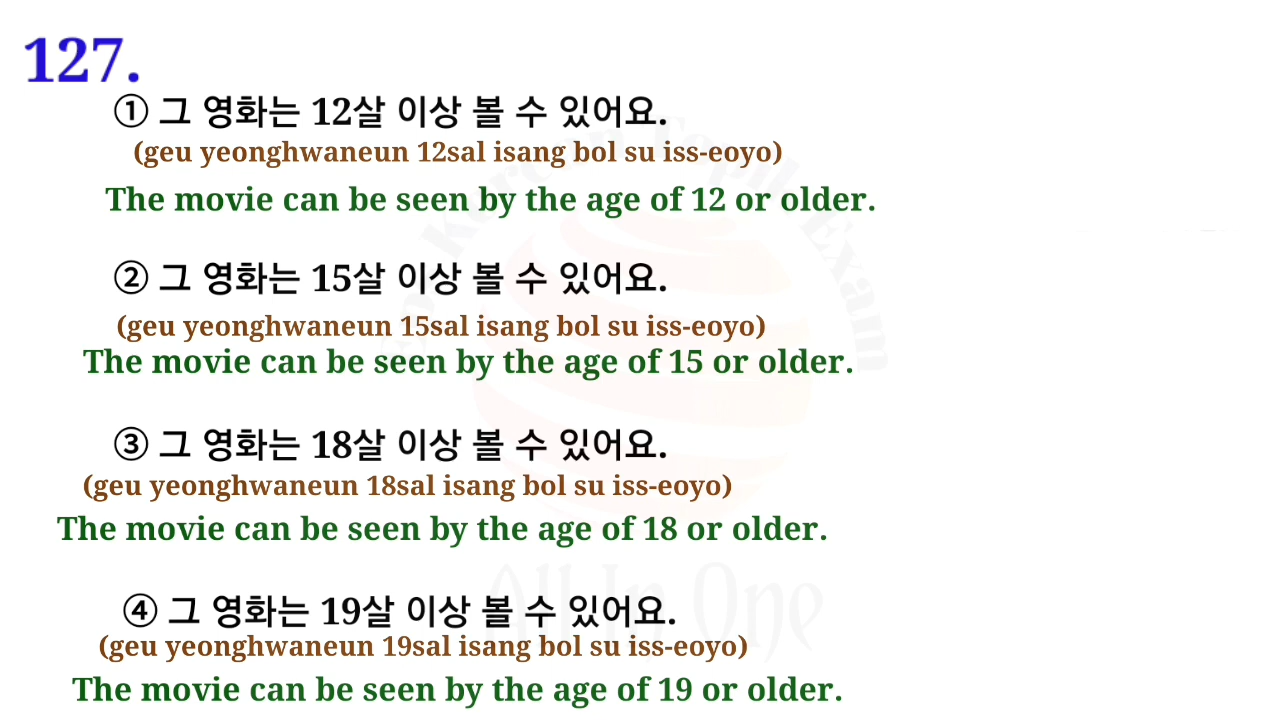 127.
① 그 영화는 12살 이상 볼 수 있어요.
(geu yeonghwaneun 12sal isang bol su iss-eoyo)
The movie can be seen by the age of 12 or older.
② 그 영화는 15살 이상 볼 수 있어요.
(geu yeonghwaneun 15sal isang bol su iss-eoyo)
The movie can be seen by the age of 15 or older.
③ 그 영화는 18살 이상 볼 수 있어요.
(geu yeonghwaneun 18sal isang bol su iss-eoyo)
The movie can be seen by the age of 18 or older.
④ 그 영화는 19살 이상 볼 수 있어요.
(geu yeonghwaneun 19sal isang bol su iss-eoyo)
The movie can be seen by the age of 19 or older.
Korean Topik Exam
All In One